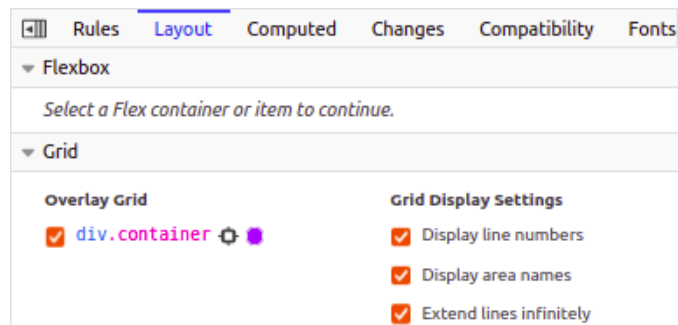 Rules Layout Computed Changes Compatibility Fonts
Flexbox
Select a Flex container or item to continue.
Grid
Overlay Grid Grid Display Settings
div.container Display line numbers
Display area names
Extend lines infinitely